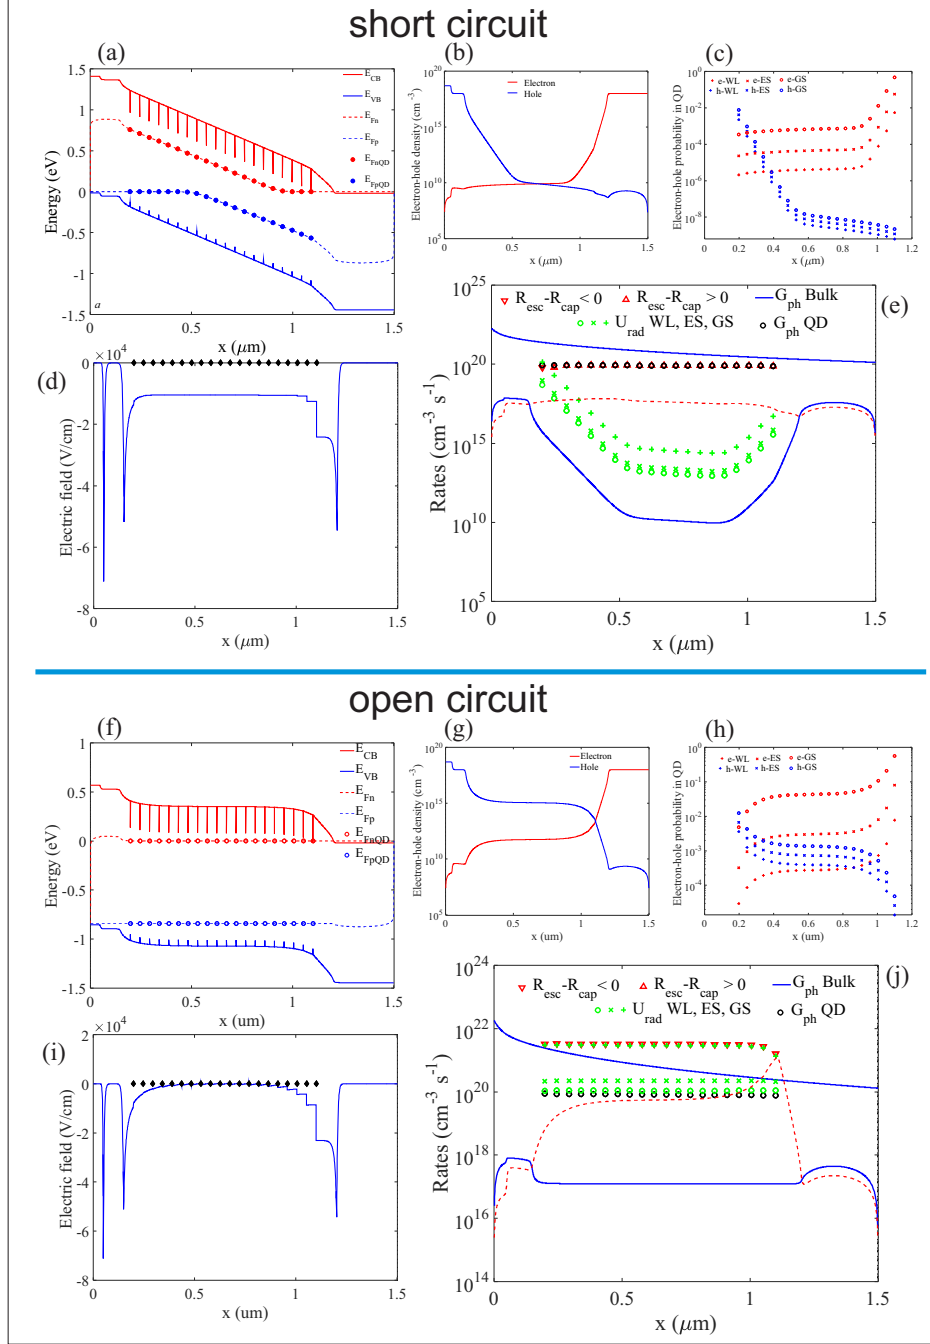 short circuit
(a)
E_CB
E_VB
E_Fn
E_Fp
E_FnQD
E_FpQD
1.5
1
0.5
0
-0.5
-1
-1.5
Energy (eV)
a
0
0.5
1
1.5
x (μm)
(b)
Electron
Hole
10^20
10^15
10^10
10^5
Electron-hole density (cm^-3)
0
0.5
1
1.5
x (μm)
(c)
e-WL
e-ES
e-GS
h-WL
h-ES
h-GS
10^0
10^-2
10^-4
10^-6
10^-8
Electron-hole probability in QD
0
0.2
0.4
0.6
0.8
1
1.2
x (μm)
(d)
×10^4
0
-2
-4
-6
-8
Electric field (V/cm)
0
0.5
1
1.5
x (μm)
(e)
R_esc-R_cap < 0
R_esc-R_cap > 0
G_ph Bulk
U_rad WL, ES, GS
G_ph QD
10^25
10^20
10^15
10^10
10^5
Rates (cm^-3 s^-1)
0
0.5
1
1.5
x (μm)
open circuit
(f)
E_CB
E_VB
E_Fn
E_Fp
E_FnQD
E_FpQD
1
0.5
0
-0.5
-1
-1.5
Energy (eV)
0
0.5
1
1.5
x (um)
(g)
Electron
Hole
10^20
10^15
10^10
10^5
Electron-hole density (cm^-3)
0
0.5
1
1.5
x (um)
(h)
e-WL
e-ES
e-GS
h-WL
h-ES
h-GS
10^0
10^-1
10^-2
10^-3
10^-4
Electron-hole probability in QD
0
0.2
0.4
0.6
0.8
1
1.2
x (um)
(i)
×10^4
2
0
-2
-4
-6
-8
Electric field (V/cm)
0
0.5
1
1.5
x (um)
(j)
R_esc-R_cap < 0
R_esc-R_cap > 0
G_ph Bulk
U_rad WL, ES, GS
G_ph QD
10^24
10^22
10^20
10^18
10^16
10^14
Rates (cm^-3 s^-1)
0
0.5
1
1.5
x (μm)